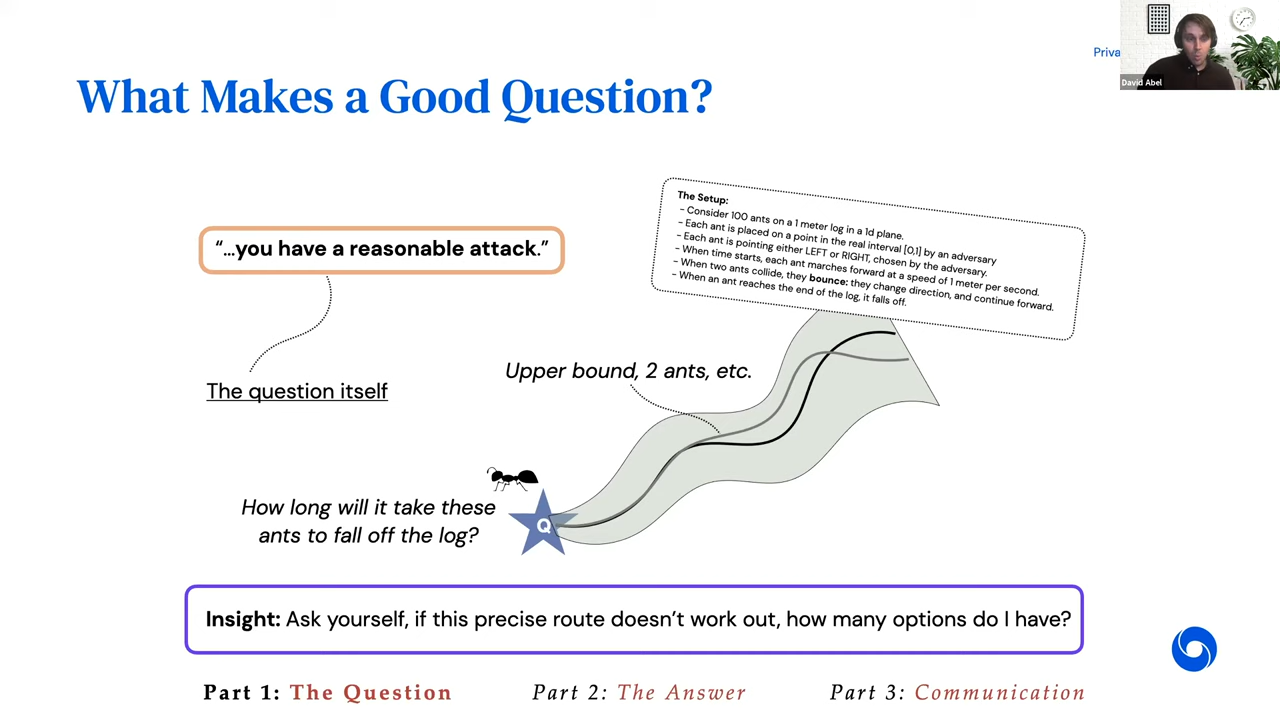 Priva
David Abel
What Makes a Good Question?
The Setup:
- Consider 100 ants on a 1 meter log in a 1d plane.
- Each ant is placed on a point in the real interval [0,1] by an adversary
- Each ant is pointing either LEFT or RIGHT, chosen by the adversary.
- When time starts, each ant marches forward at a speed of 1 meter per second.
- When two ants collide, they bounce: they change direction, and continue forward.
- When an ant reaches the end of the log, it falls off.
“...you have a reasonable attack.”
Upper bound, 2 ants, etc.
The question itself
How long will it take these
ants to fall off the log?
Q
Insight: Ask yourself, if this precise route doesn’t work out, how many options do I have?
Part 1: The Question
Part 2: The Answer
Part 3: Communication